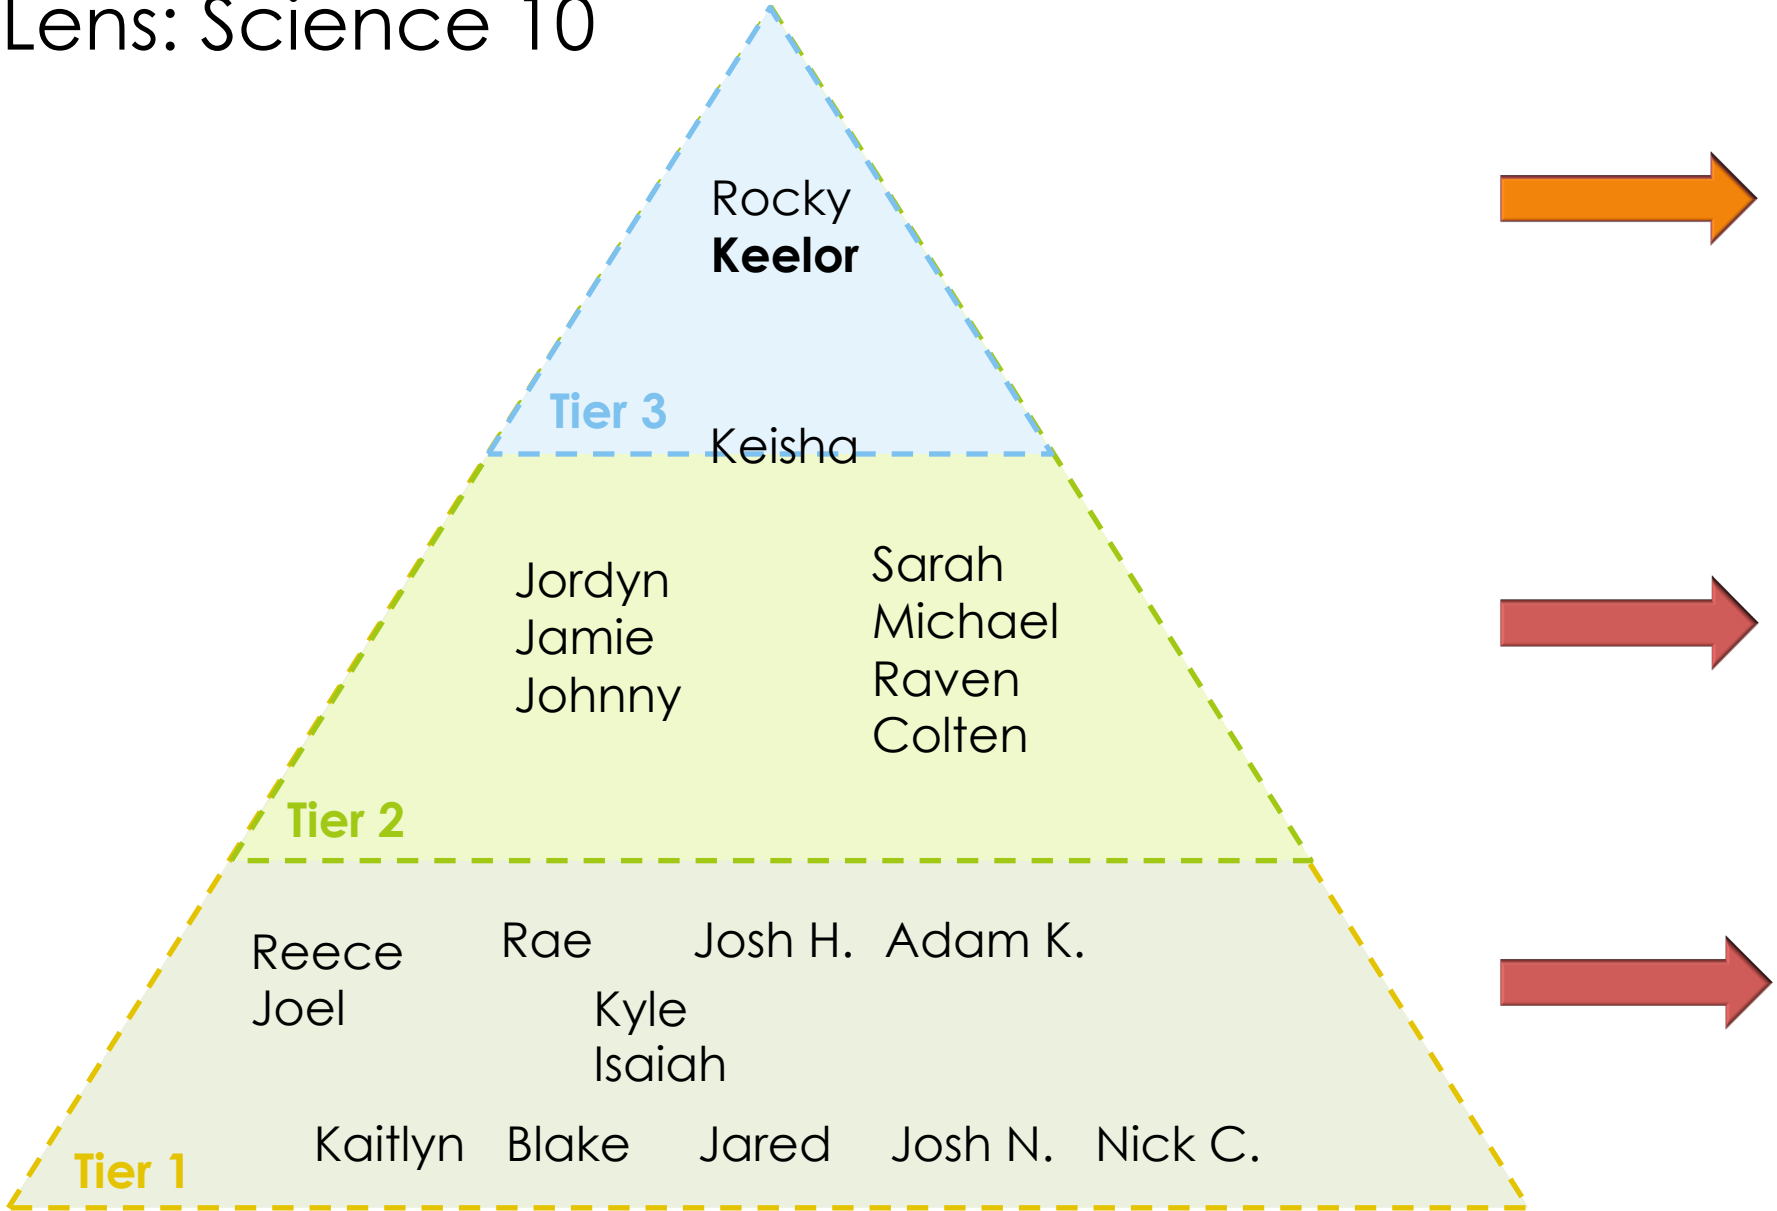 Lens: Science 10
Rocky
Keelor
Tier 3
Keisha
Jordyn
Jamie
Johnny
Sarah
Michael
Raven
Colten
Tier 2
Reece
Joel
Rae
Josh H.
Adam K.
Kyle
Isaiah
Kaitlyn
Blake
Jared
Josh N.
Nick C.
Tier 1